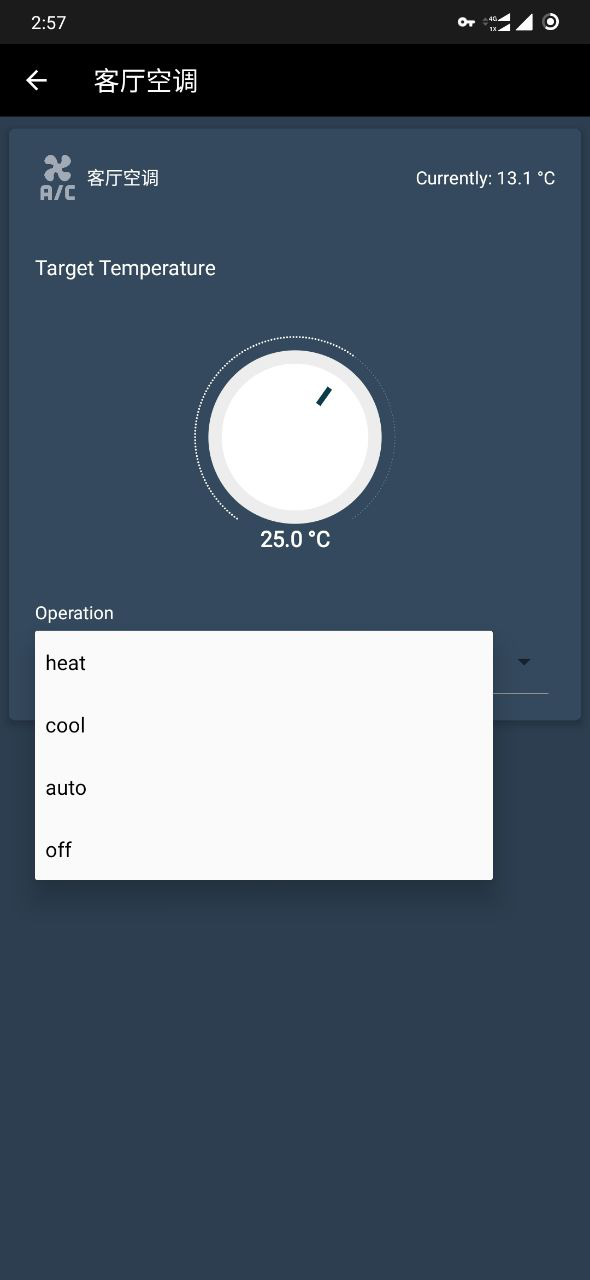 2:57
4G
1X
客厅空调
A/C 客厅空调 Currently: 13.1 °C
Target Temperature
25.0 °C
Operation
heat
cool
auto
off